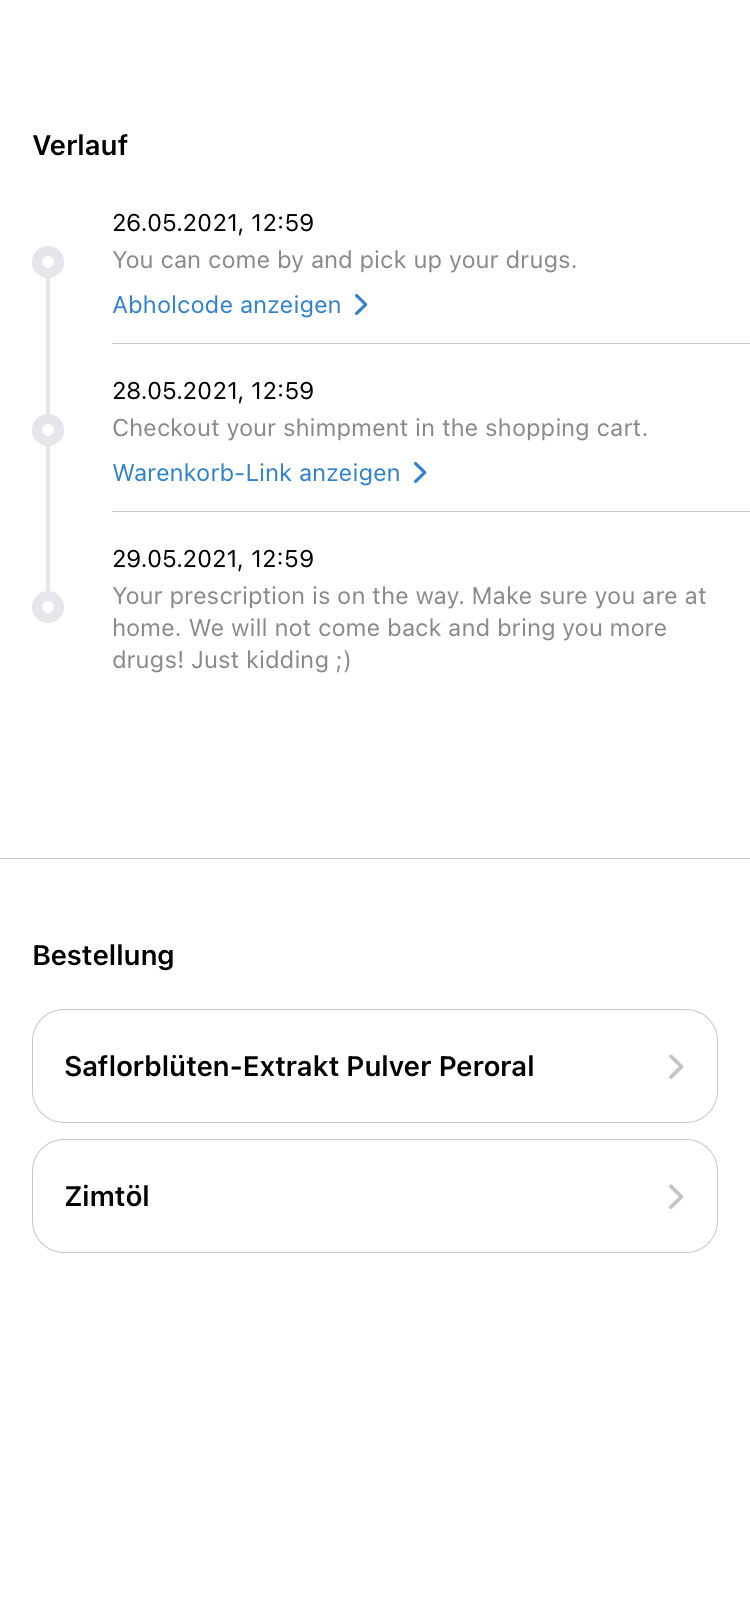 Verlauf
26.05.2021, 12:59
You can come by and pick up your drugs.
Abholcode anzeigen
28.05.2021, 12:59
Checkout your shimpment in the shopping cart.
Warenkorb-Link anzeigen
29.05.2021, 12:59
Your prescription is on the way. Make sure you are at
home. We will not come back and bring you more
drugs! Just kidding ;)
Bestellung
Saflorblüten-Extrakt Pulver Peroral
Zimtöl